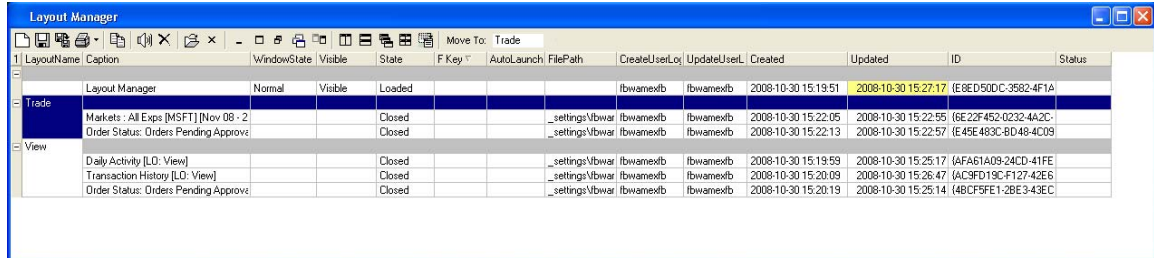 Layout Manager
Move To: Trade
1 LayoutName Caption WindowState Visible State F Key AutoLaunch FilePath CreateUserLog UpdateUserL Created Updated ID Status
Layout Manager Normal Visible Loaded fbwamexfb fbwamexfb 2008-10-30 15:19:51 2008-10-30 15:27:17 {E8ED50DC-3582-4F1A
Trade
Markets : All Exps [MSFT] [Nov 08 - 2 Closed _settings\fbwar fbwamexfb fbwamexfb 2008-10-30 15:22:05 2008-10-30 15:22:55 {6E22F452-0232-4A2C-
Order Status: Orders Pending Approva Closed _settings\fbwar fbwamexfb fbwamexfb 2008-10-30 15:22:13 2008-10-30 15:22:57 {E45E483C-BD48-4C09
View
Daily Activity [LO: View] Closed _settings\fbwar fbwamexfb fbwamexfb 2008-10-30 15:19:59 2008-10-30 15:25:17 {AFA61A09-24CD-41FE
Transaction History [LO: View] Closed _settings\fbwar fbwamexfb fbwamexfb 2008-10-30 15:20:09 2008-10-30 15:26:47 {AC9FD19C-F127-42E6
Order Status: Orders Pending Approva Closed _settings\fbwar fbwamexfb fbwamexfb 2008-10-30 15:20:19 2008-10-30 15:25:14 {4BCF5FE1-2BE3-43EC